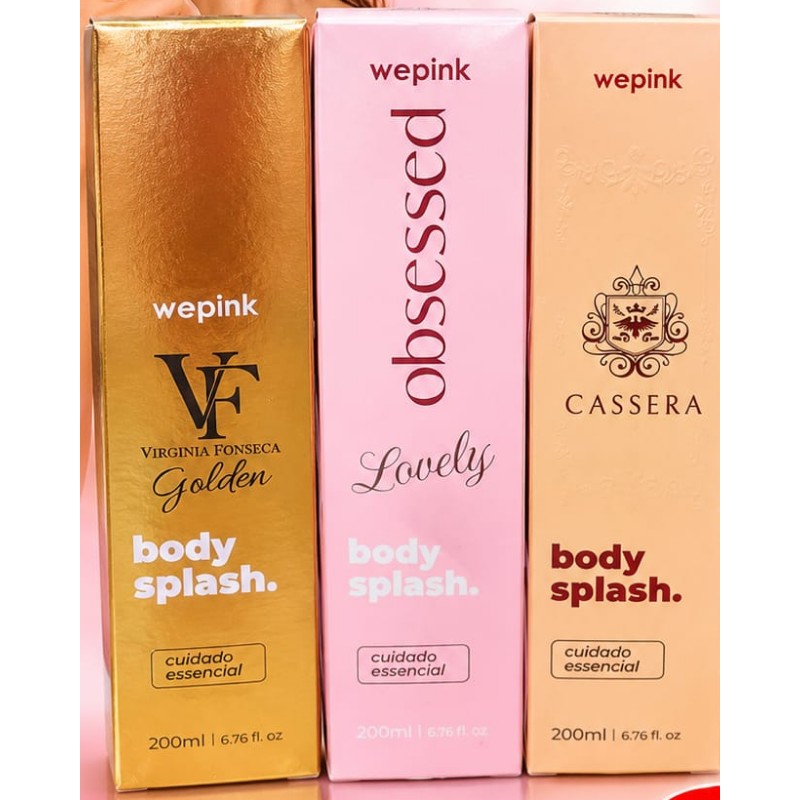 wepink
VF
VIRGINIA FONSECA
Golden
body
splash.
cuidado
essencial
200ml | 6.76 fl. oz
wepink
obsessed
Lovely
body
splash.
cuidado
essencial
200ml | 6.76 fl. oz
wepink
CASSERA
body
splash.
cuidado
essencial
200ml | 6.76 fl. oz